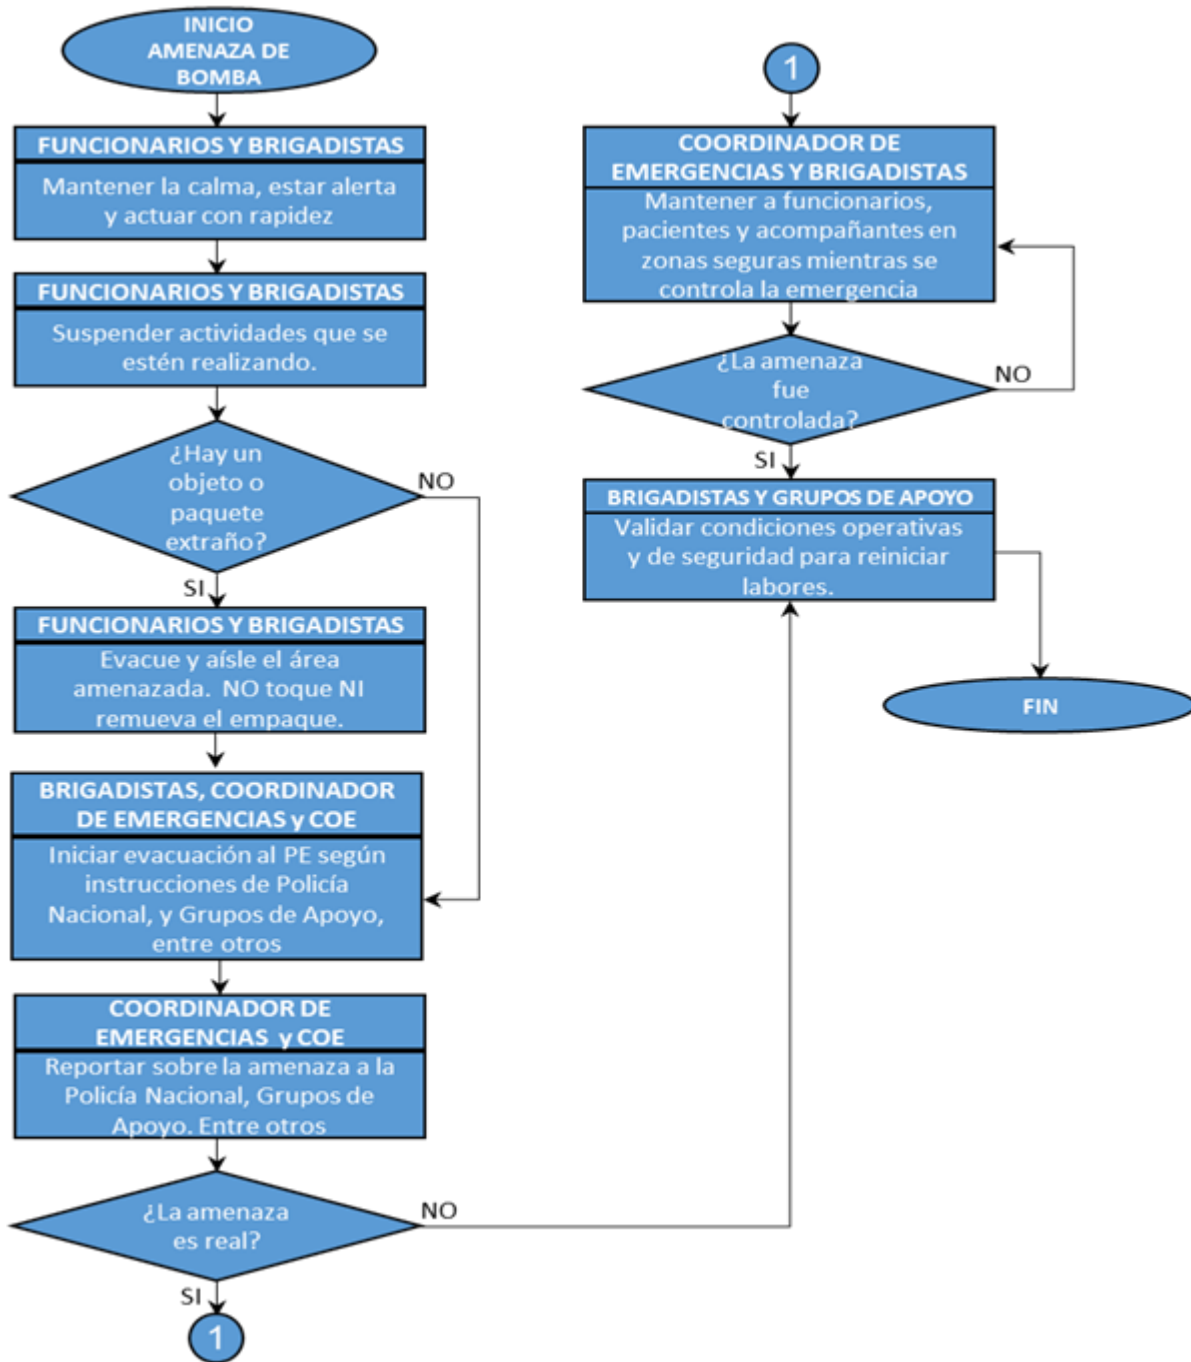 INICIO
AMENAZA DE
BOMBA
FUNCIONARIOS Y BRIGADISTAS
Mantener la calma, estar alerta
y actuar con rapidez
FUNCIONARIOS Y BRIGADISTAS
Suspender actividades que se
estén realizando.
¿Hay un
objeto o
paquete
extraño?
NO
SI
FUNCIONARIOS Y BRIGADISTAS
Evacue y aísle el área
amenazada. NO toque NI
remueva el empaque.
BRIGADISTAS, COORDINADOR
DE EMERGENCIAS y COE
Iniciar evacuación al PE según
instrucciones de Policía
Nacional, y Grupos de Apoyo,
entre otros
COORDINADOR DE
EMERGENCIAS y COE
Reportar sobre la amenaza a la
Policía Nacional, Grupos de
Apoyo. Entre otros
¿La amenaza
es real?
NO
SI
1
1
COORDINADOR DE
EMERGENCIAS Y BRIGADISTAS
Mantener a funcionarios,
pacientes y acompañantes en
zonas seguras mientras se
controla la emergencia
¿La amenaza
fue
controlada?
NO
SI
BRIGADISTAS Y GRUPOS DE APOYO
Validar condiciones operativas
y de seguridad para reiniciar
labores.
FIN